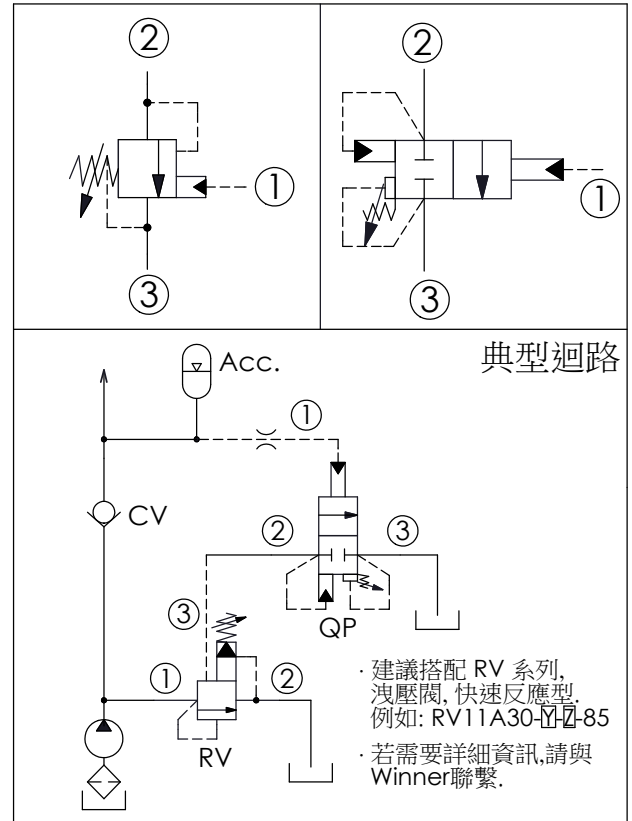 ②
②
①
①
③
③
典型迴路
Acc.
①
CV
②
③
QP
③
①
②
RV
· 建議搭配 RV 系列,
洩壓閥, 快速反應型.
例如: RV11A30-Y-Z-85
· 若需要詳細資訊,請與
Winner聯繫.